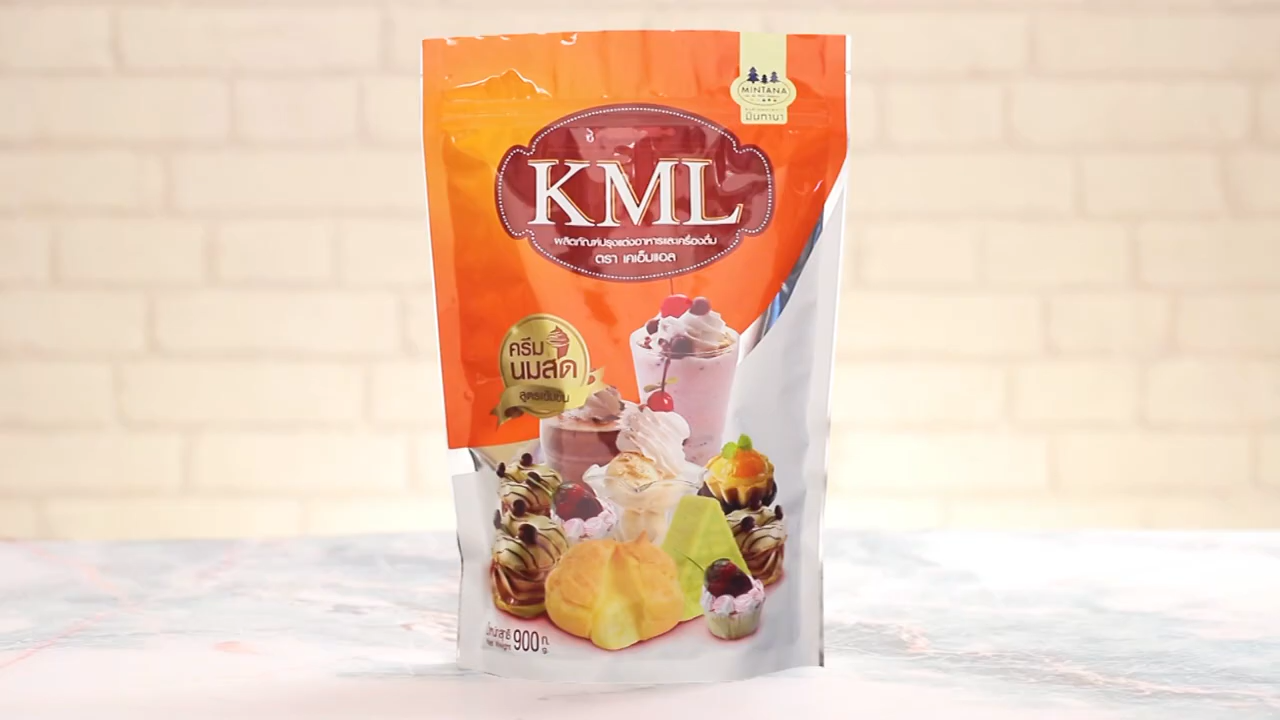 MINTANA
มินทานา
KML
ผลิตภัณฑ์ปรุงแต่งอาหารและเครื่องดื่ม
ตรา เคเอ็มแอล
ครีม
นมสด
สูตรเข้มข้น
น้ำหนักสุทธิ 900 ก.
Net Weight g.